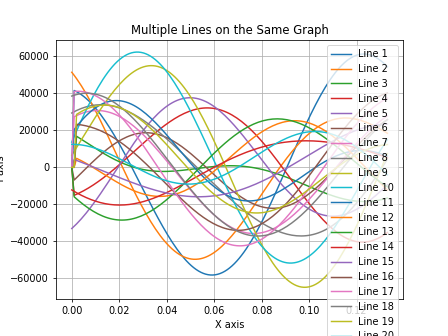 Multiple Lines on the Same Graph
60000
40000
20000
0
−20000
−40000
−60000
0.00
0.02
0.04
0.06
0.08
0.10
X axis
Line 1
Line 2
Line 3
Line 4
Line 5
Line 6
Line 7
Line 8
Line 9
Line 10
Line 11
Line 12
Line 13
Line 14
Line 15
Line 16
Line 17
Line 18
Line 19
Line 20